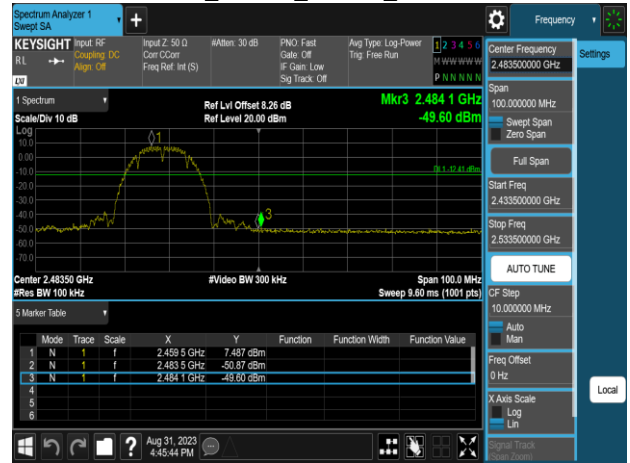 Spectrum Analyzer 1
Swept SA
+
Frequency
KEYSIGHT
Input: RF
Input Z: 50 Ω
#Atten: 30 dB
PNO: Fast
Avg Type: Log-Power
1 2 3 4 5 6
RL
Coupling: DC
Corr CCorr
Gate: Off
Trig: Free Run
M W W W W W
Align: Off
Freq Ref: Int (S)
IF Gain: Low
P N N N N N
LXI
Sig Track: Off
1 Spectrum
Ref Lvl Offset 8.26 dB
Mkr3 2.484 1 GHz
Scale/Div 10 dB
Ref Level 20.00 dBm
-49.60 dBm
Log
10.0
0.00
-10.0
-20.0
-30.0
-40.0
-50.0
-60.0
-70.0
1
DL1 -12.41 dBm
3
Center 2.48350 GHz
#Video BW 300 kHz
Span 100.0 MHz
#Res BW 100 kHz
Sweep 9.60 ms (1001 pts)
5 Marker Table
Mode Trace Scale X Y Function Function Width Function Value
1 N 1 f 2.459 5 GHz 7.487 dBm
2 N 1 f 2.483 5 GHz -50.87 dBm
3 N 1 f 2.484 1 GHz -49.60 dBm
4
5
6
?
Aug 31, 2023
4:45:44 PM
Center Frequency
2.483500000 GHz
Settings
Span
100.000000 MHz
Swept Span
Zero Span
Full Span
Start Freq
2.433500000 GHz
Stop Freq
2.533500000 GHz
AUTO TUNE
CF Step
10.000000 MHz
Auto
Man
Freq Offset
0 Hz
X Axis Scale
Log
Lin
Local
Signal Track
(Span Zoom)